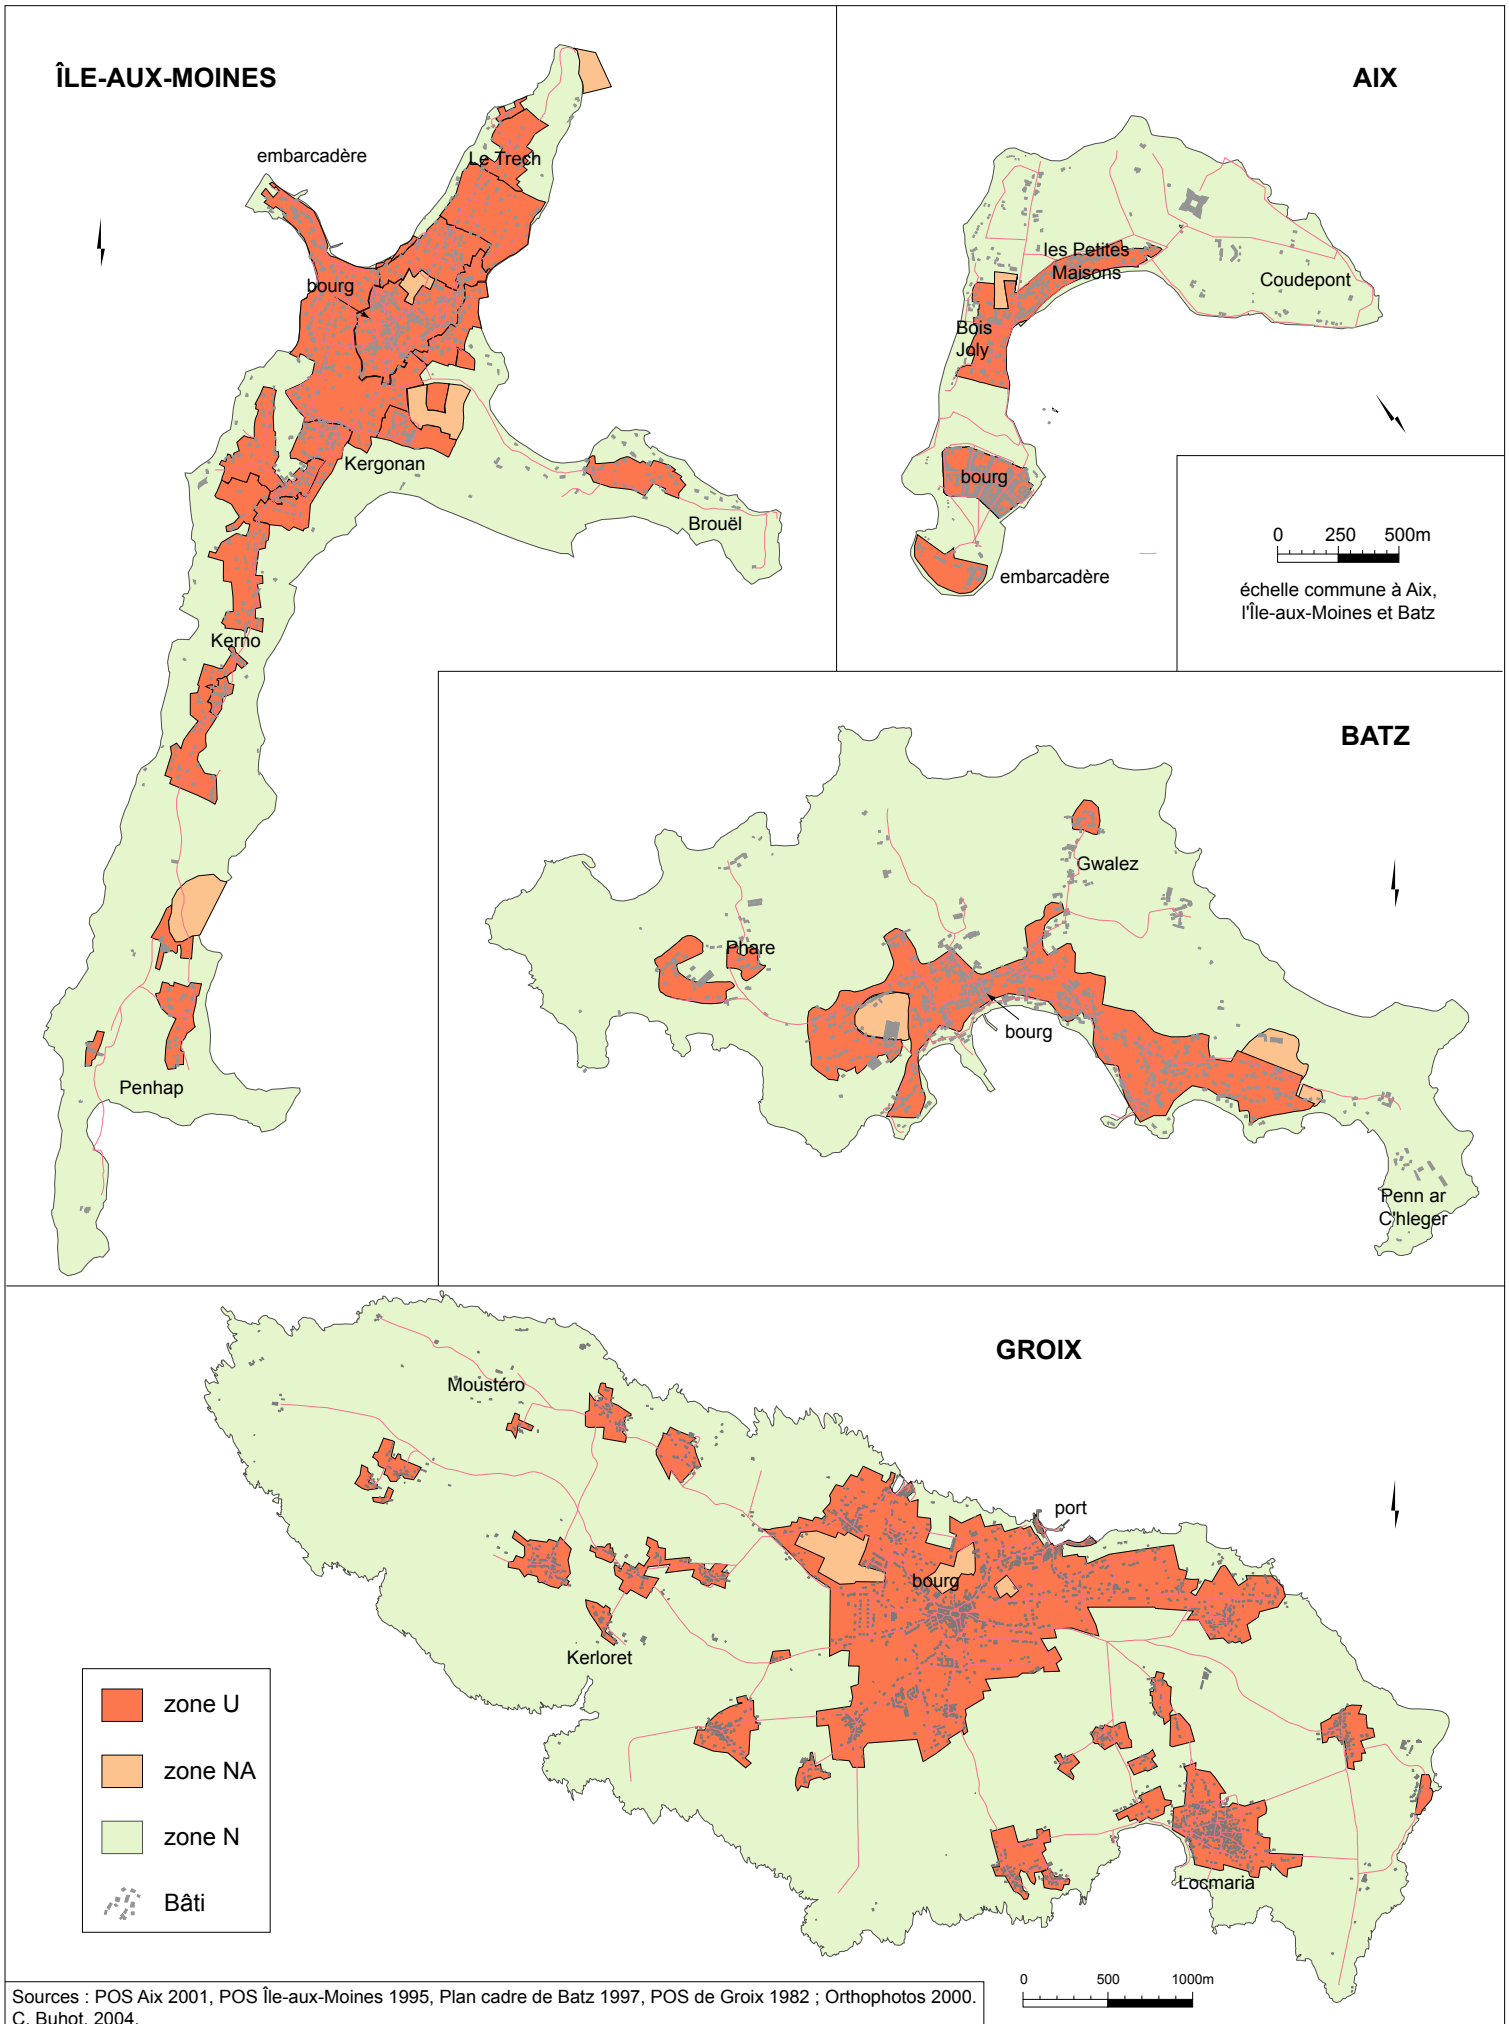 ÎLE-AUX-MOINES
embarcadère
Le Trech
bourg
Kergonan
Brouël
Kerno
Penhap
AIX
les Petites
Maisons
Coudepont
Bois
Joly
bourg
embarcadère
0 250 500m
échelle commune à Aix,
l'Île-aux-Moines et Batz
BATZ
Gwalez
Phare
bourg
Penn ar
C'hleger
GROIX
Moustéro
port
bourg
Kerloret
Locmaria
zone U
zone NA
zone N
Bâti
0 500 1000m
Sources : POS Aix 2001, POS Île-aux-Moines 1995, Plan cadre de Batz 1997, POS de Groix 1982 ; Orthophotos 2000.
C. Buhot, 2004.